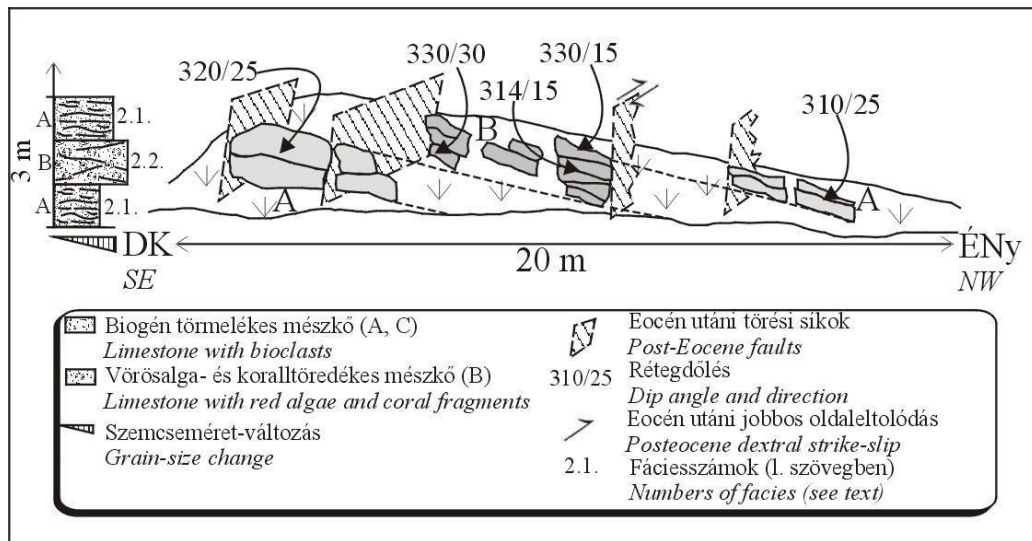 320/25
330/30
330/15
314/15
310/25
B
A
A
A
2.1.
B
2.2.
A
2.1.
3 m
DK
SE
20 m
ÉNy
NW
Biogén törmelékes mészkő (A, C)
Limestone with bioclasts
Vörösalga- és koralltöredékes mészkő (B)
Limestone with red algae and coral fragments
Szemcseméret-változás
Grain-size change
Eocén utáni törési síkok
Post-Eocene faults
310/25
Rétegdőlés
Dip angle and direction
Eocén utáni jobbos oldaleltolódás
Posteocene dextral strike-slip
2.1.
Fáciesszámok (l. szövegben)
Numbers of facies (see text)